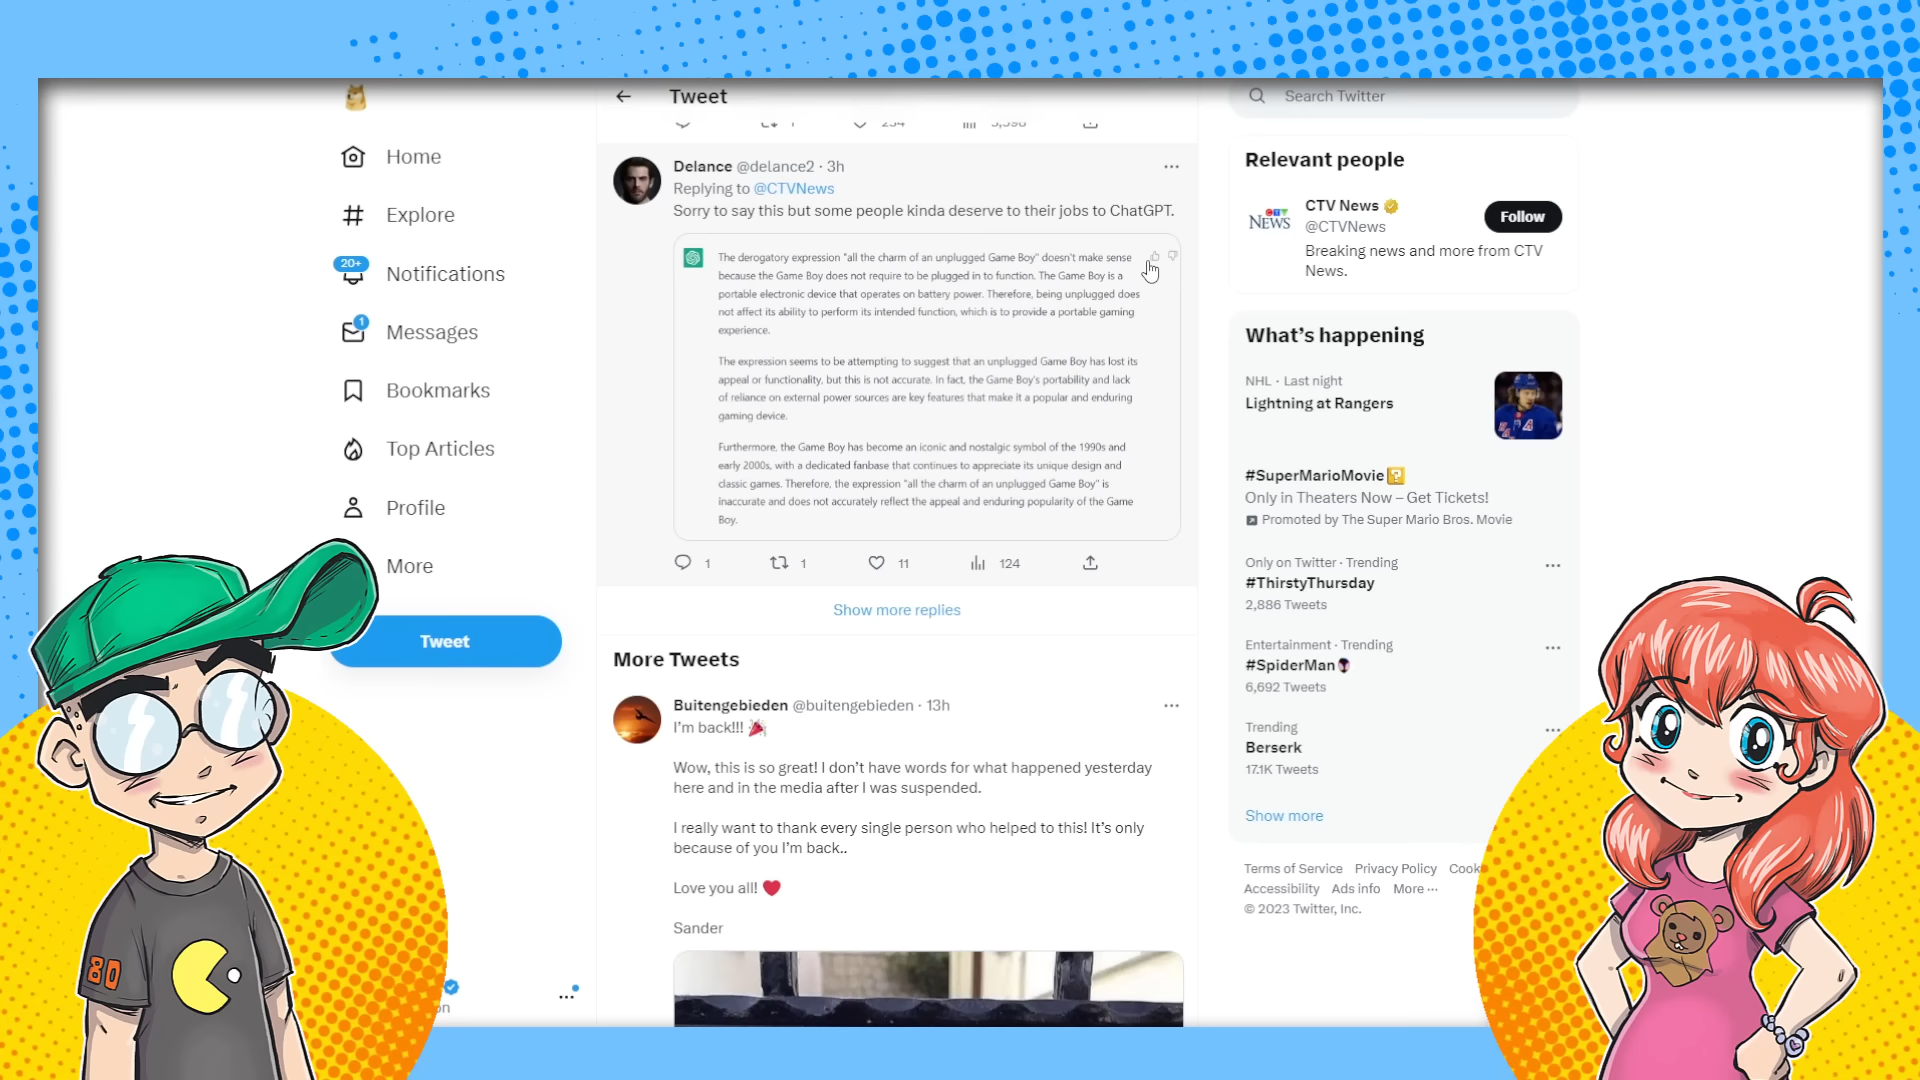 Home
Explore
20+
Notifications
1
Messages
Bookmarks
Top Articles
Profile
More
Tweet
80
Tweet
Delance @delance2 · 3h
Replying to @CTVNews
Sorry to say this but some people kinda deserve to their jobs to ChatGPT.
The derogatory expression "all the charm of an unplugged Game Boy" doesn't make sense
because the Game Boy does not require to be plugged in to function. The Game Boy is a
portable electronic device that operates on battery power. Therefore, being unplugged does
not affect its ability to perform its intended function, which is to provide a portable gaming
experience.
The expression seems to be attempting to suggest that an unplugged Game Boy has lost its
appeal or functionality, but this is not accurate. In fact, the Game Boy's portability and lack
of reliance on external power sources are key features that make it a popular and enduring
gaming device.
Furthermore, the Game Boy has become an iconic and nostalgic symbol of the 1990s and
early 2000s, with a dedicated fanbase that continues to appreciate its unique design and
classic games. Therefore, the expression "all the charm of an unplugged Game Boy" is
inaccurate and does not accurately reflect the appeal and enduring popularity of the Game
Boy.
1 1 11 124
Show more replies
More Tweets
Buitengebieden @buitengebieden · 13h
I'm back!!!
Wow, this is so great! I don't have words for what happened yesterday
here and in the media after I was suspended.
I really want to thank every single person who helped to this! It's only
because of you I'm back..
Love you all!
Sander
Search Twitter
Relevant people
CTV NEWS
CTV News
@CTVNews
Follow
Breaking news and more from CTV
News.
What's happening
NHL · Last night
Lightning at Rangers
#SuperMarioMovie
Only in Theaters Now – Get Tickets!
Promoted by The Super Mario Bros. Movie
Only on Twitter · Trending
#ThirstyThursday
2,886 Tweets
Entertainment · Trending
#SpiderMan
6,692 Tweets
Trending
Berserk
17.1K Tweets
Show more
Terms of Service Privacy Policy Cook
Accessibility Ads info More ···
© 2023 Twitter, Inc.